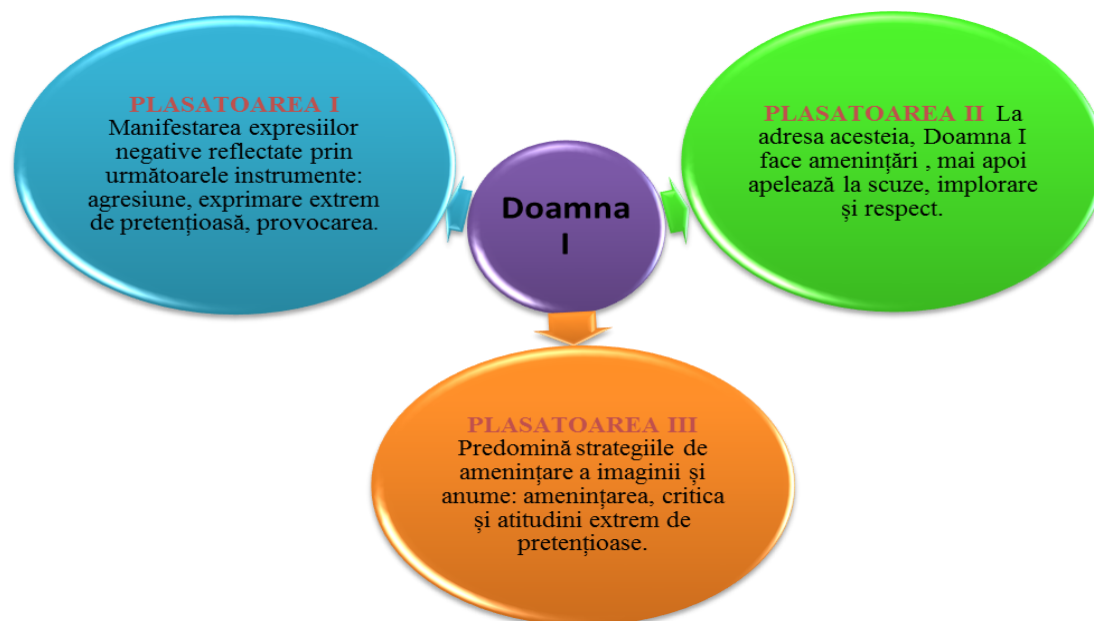 PLASATOAREA I
Manifestarea expresiilor
negative reflectate prin
următoarele instrumente:
agresiune, exprimare extrem
de pretențioasă, provocarea.
Doamna
I
PLASATOAREA II La
adresa acesteia, Doamna I
face amenințări , mai apoi
apelează la scuze, implorare
și respect.
PLASATOAREA III
Predomină strategiile de
amenințare a imaginii și
anume: amenințarea, critica
și atitudini extrem de
pretențioase.